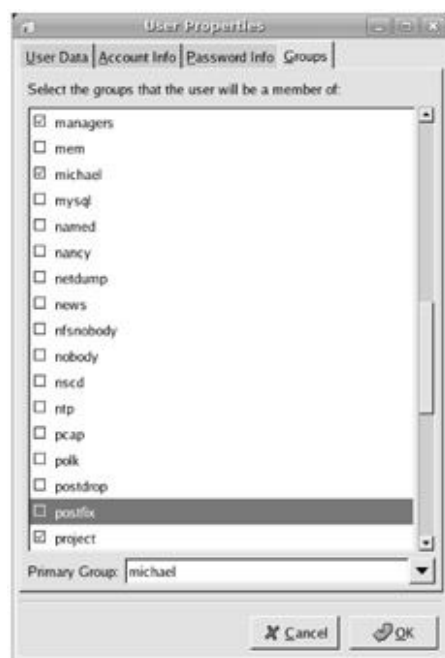 User Properties
User Data Account Info Password Info Groups
Select the groups that the user will be a member of:
managers
mem
michael
mysql
named
nancy
netdump
news
nfsnobody
nobody
nscd
ntp
pcap
polk
postdrop
postfix
project
Primary Group: michael
Cancel OK